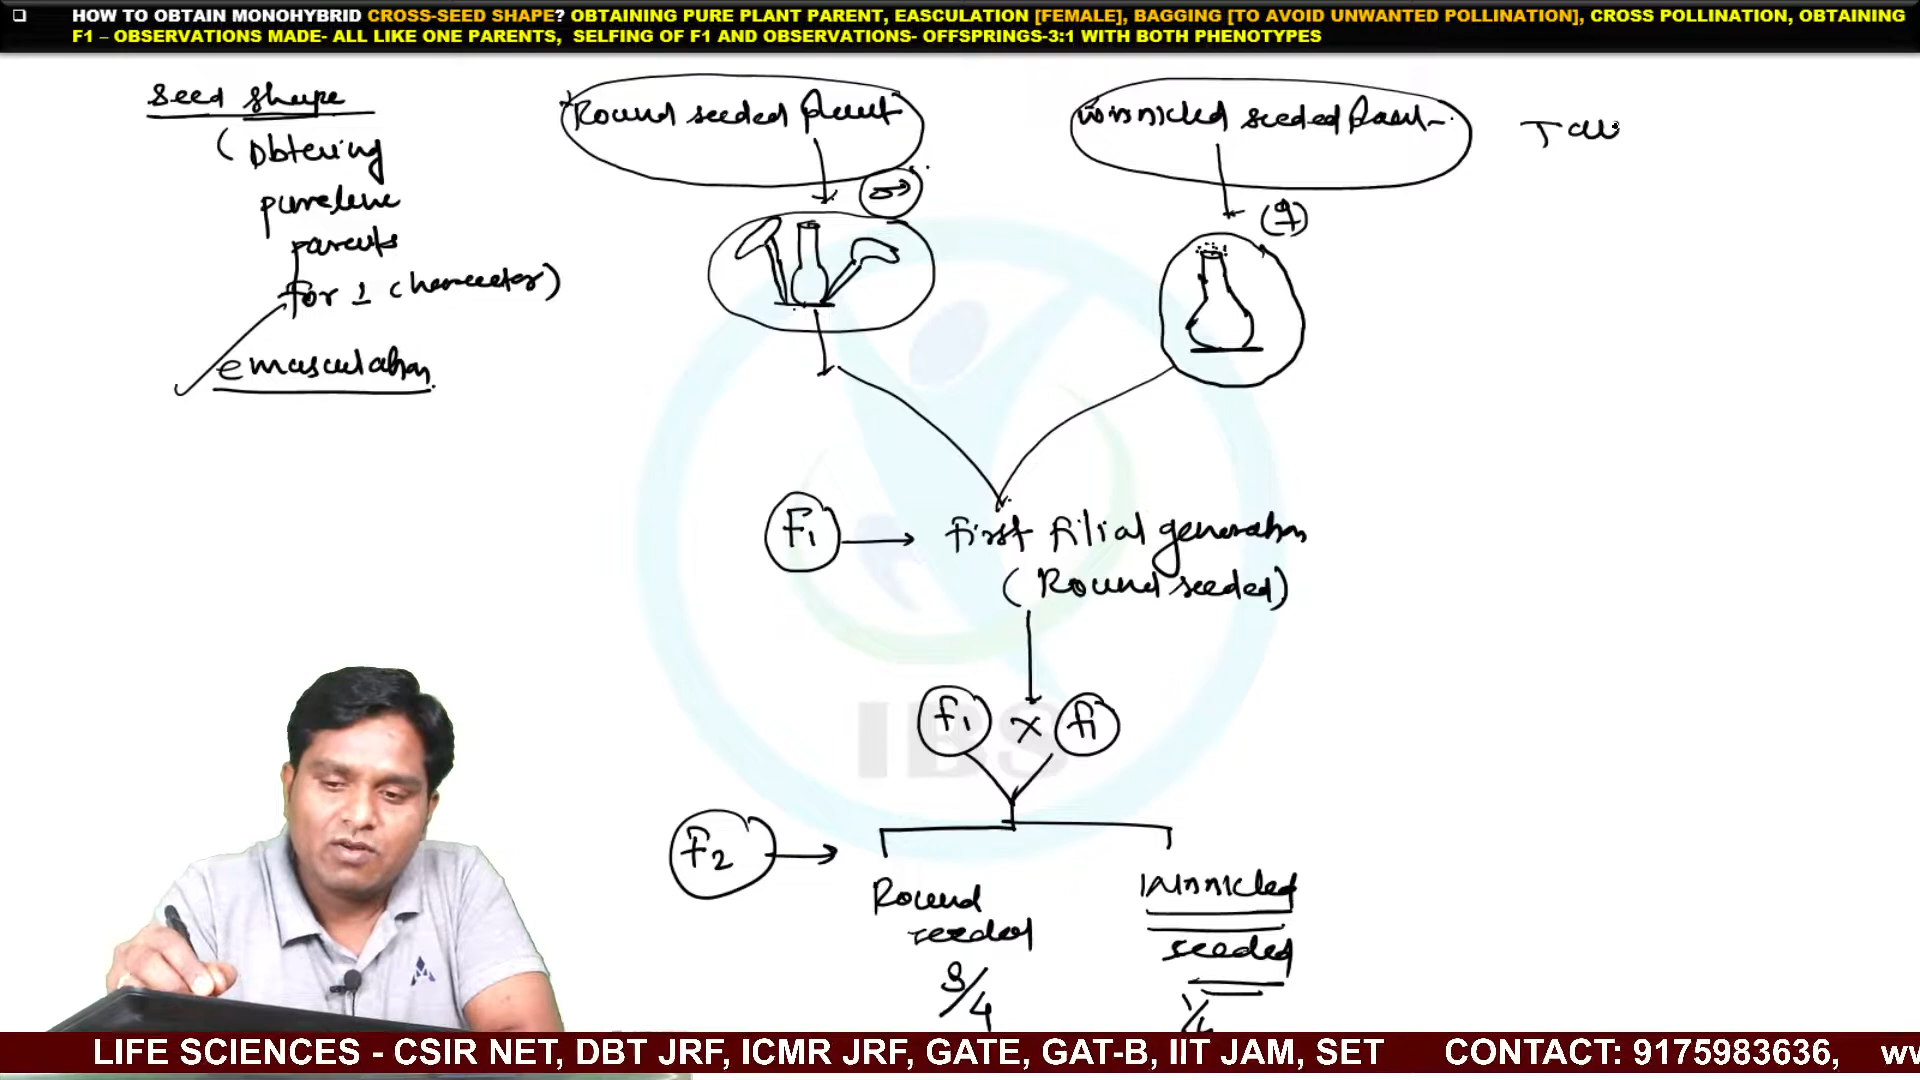 ❑ HOW TO OBTAIN MONOHYBRID CROSS-SEED SHAPE? OBTAINING PURE PLANT PARENT, EASCULATION [FEMALE], BAGGING [TO AVOID UNWANTED POLLINATION], CROSS POLLINATION, OBTAINING
F1 – OBSERVATIONS MADE- ALL LIKE ONE PARENTS, SELFING OF F1 AND OBSERVATIONS- OFFSPRINGS-3:1 WITH BOTH PHENOTYPES
Seed Shape
Round seeded plant
seeded
(Obtering
pureline
parents
for 1 character)
♂
(♀)
emasculation
F1 → First filial generation
(Round seeded)
F1 × F1
F2 →
Round
seeded
3/4
seeded
IBS
LIFE SCIENCES - CSIR NET, DBT JRF, ICMR JRF, GATE, GAT-B, IIT JAM, SET CONTACT: 9175983636,